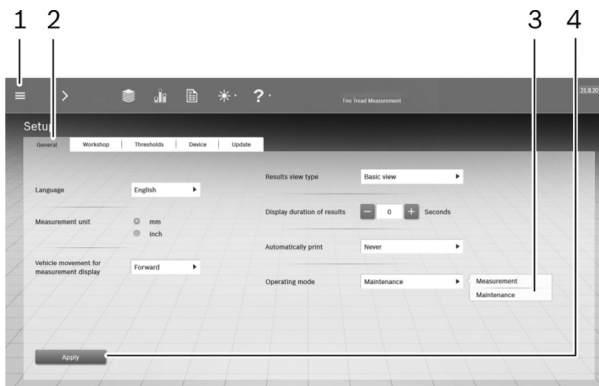 1 2 3 4
?
Tire Tread Measurement
21.9.20
Setup
General Workshop Thresholds Device Update
Results view type Basic view
Language English
Display duration of results − 0 + Seconds
Measurement unit mm
inch
Automatically print Never
Vehicle movement for
measurement display Forward
Operating mode Maintenance Measurement
Maintenance
Apply